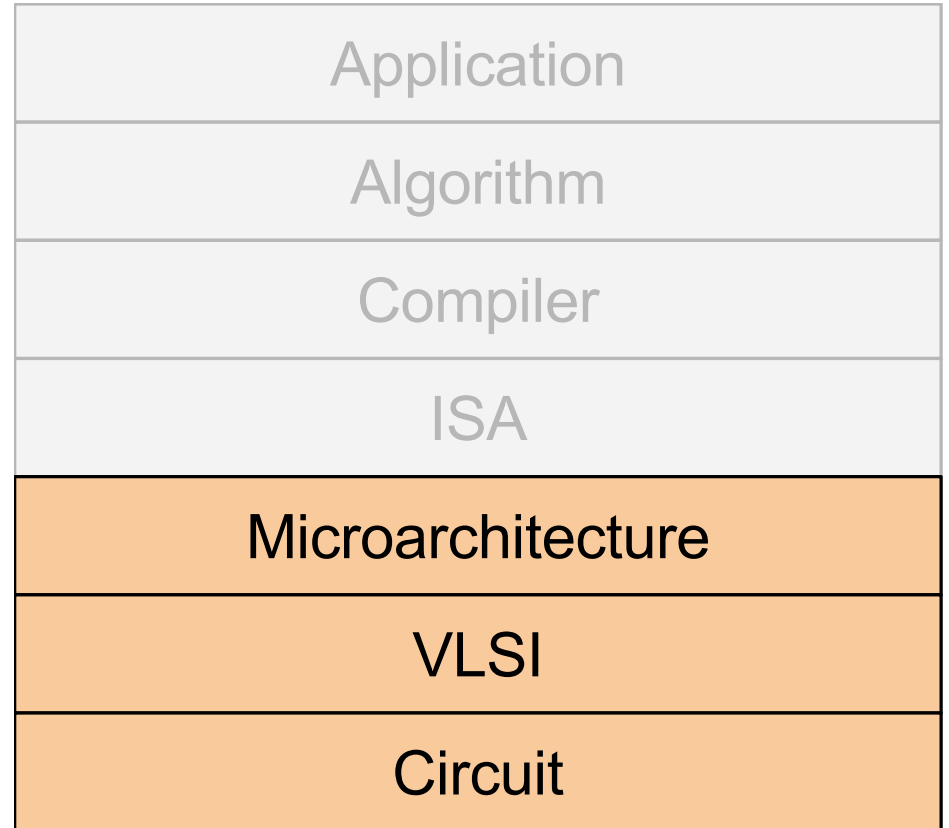 Application
Algorithm
Compiler
ISA
Microarchitecture
VLSI
Circuit